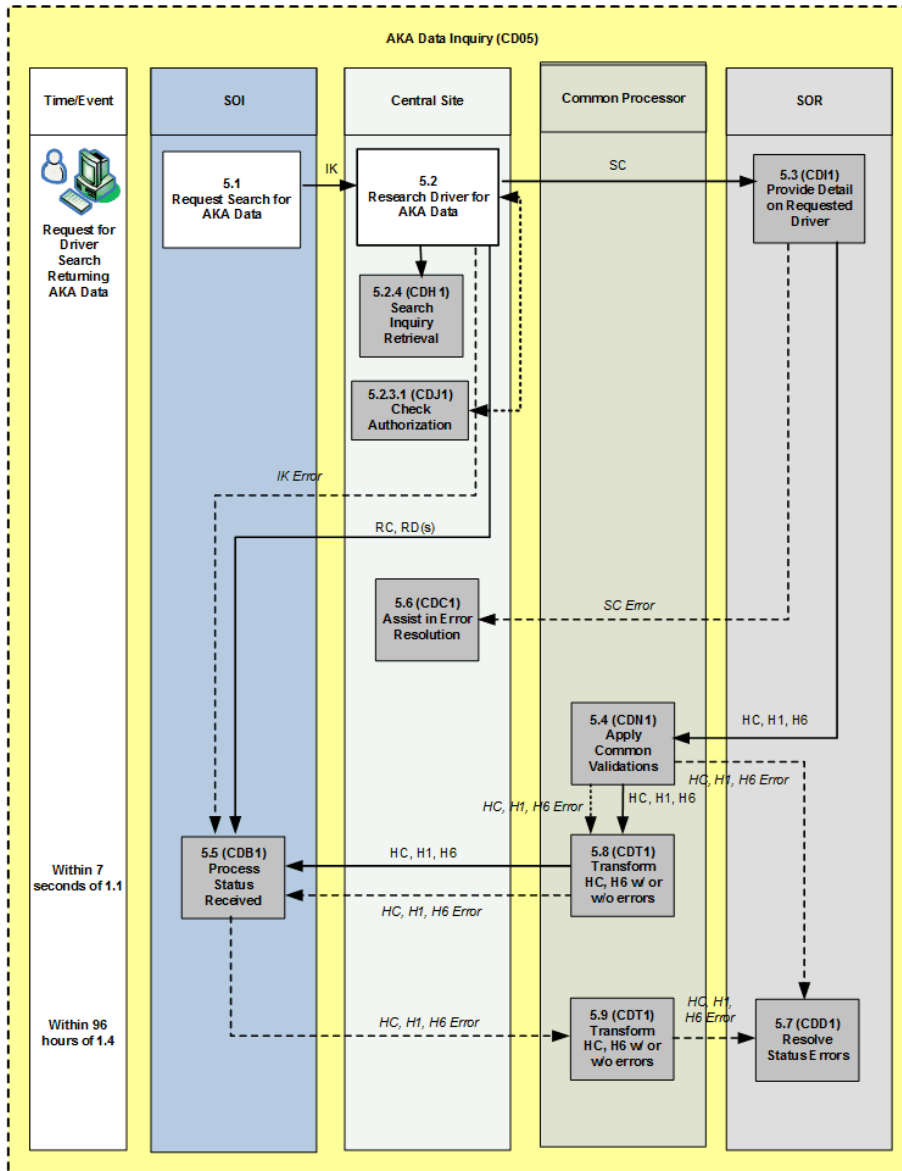 AKA Data Inquiry (CD05)
Time/Event
SOI
Central Site
Common Processor
SOR
Request for
Driver
Search
Returning
AKA Data
5.1
Request Search for
AKA Data
IK
5.2
Research Driver for
AKA Data
SC
5.3 (CDI1)
Provide Detail
on Requested
Driver
5.2.4 (CDH1)
Search
Inquiry
Retrieval
5.2.3.1 (CDJ1)
Check
Authorization
IK Error
RC, RD(s)
5.6 (CDC1)
Assist in Error
Resolution
SC Error
5.4 (CDN1)
Apply
Common
Validations
HC, H1, H6
HC, H1, H6 Error
HC, H1, H6 Error
HC, H1, H6
Within 7
seconds of 1.1
5.5 (CDB1)
Process
Status
Received
HC, H1, H6
HC, H1, H6 Error
5.8 (CDT1)
Transform
HC, H6 w/ or
w/o errors
Within 96
hours of 1.4
HC, H1, H6 Error
5.9 (CDT1)
Transform
HC, H6 w/ or
w/o errors
HC, H1,
H6 Error
5.7 (CDD1)
Resolve
Status Errors